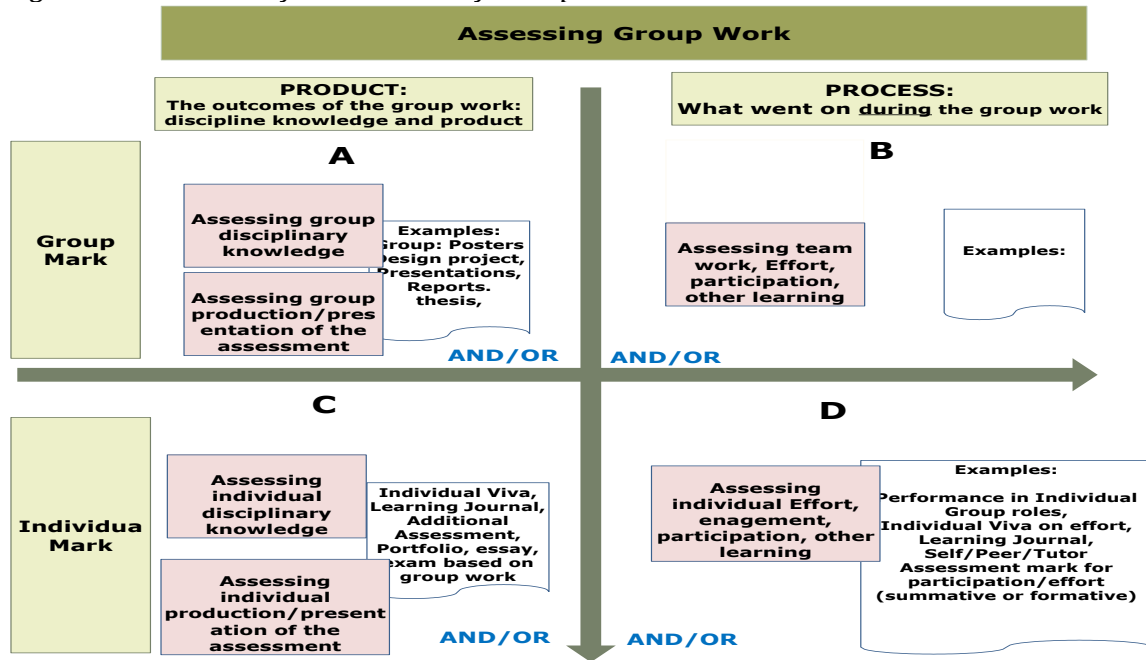 Assessing Group Work
PRODUCT:
The outcomes of the group work:
discipline knowledge and product
PROCESS:
What went on during the group work
A
B
Group
Mark
Assessing group
disciplinary
knowledge
Assessing group
production/pres
entation of the
assessment
Examples:
Group: Posters
Design project,
Presentations,
Reports.
thesis,
Assessing team
work, Effort,
participation,
other learning
Examples:
AND/OR
AND/OR
C
D
Individua
Mark
Assessing
individual
disciplinary
knowledge
Assessing
individual
production/present
ation of the
assessment
Individual Viva,
Learning Journal,
Additional
Assessment,
Portfolio, essay,
exam based on
group work
Assessing
individual Effort,
enagement,
participation, other
learning
Examples:
Performance in Individual
Group roles,
Individual Viva on effort,
Learning Journal,
Self/Peer/Tutor
Assessment mark for
participation/effort
(summative or formative)
AND/OR
AND/OR